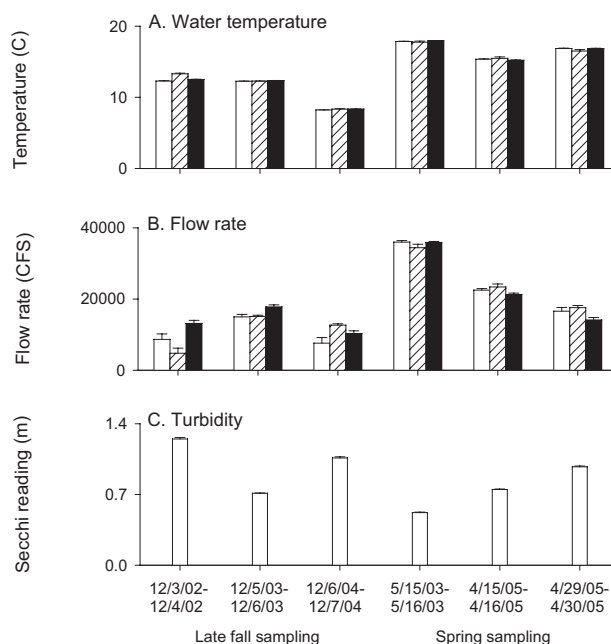 A. Water temperature
Temperature (C)
20
10
0
B. Flow rate
Flow rate (CFS)
40000
20000
0
C. Turbidity
Secchi reading (m)
1.4
0.7
0.0
12/3/02- 12/5/03- 12/6/04- 5/15/03- 4/15/05- 4/29/05-
12/4/02 12/6/03 12/7/04 5/16/03 4/16/05 4/30/05
Late fall sampling Spring sampling